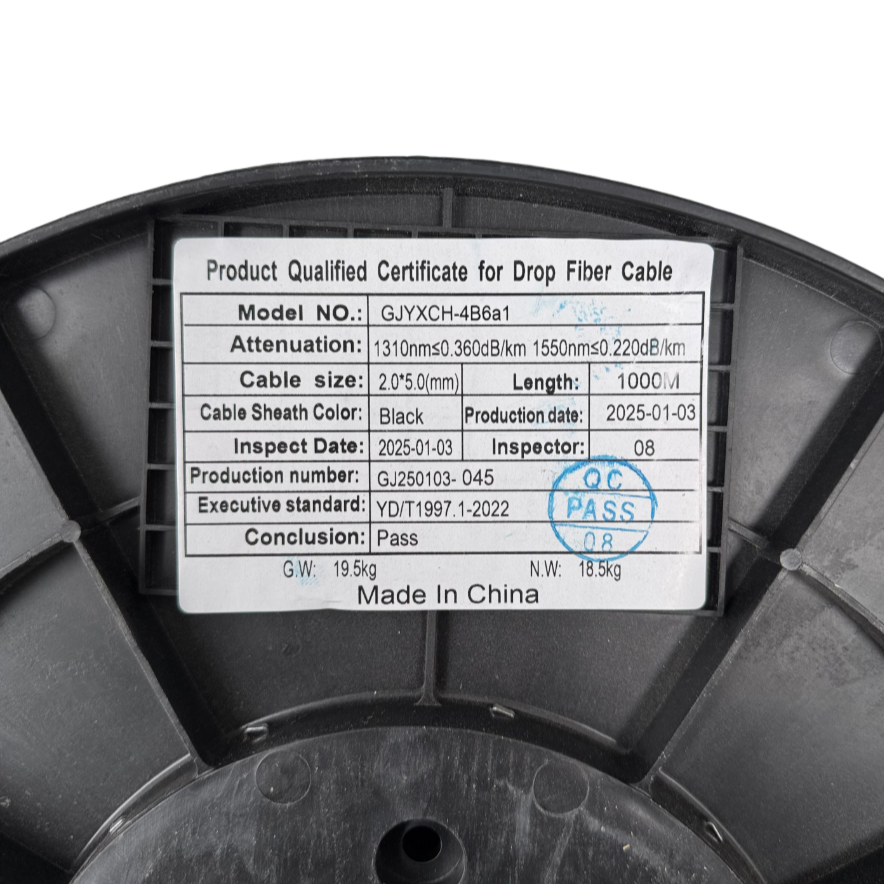 Product Qualified Certificate for Drop Fiber Cable
Model NO.: GJYXCH-4B6a1
Attenuation: 1310nm≤0.360dB/km 1550nm≤0.220dB/km
Cable size: 2.0*5.0(mm) Length: 1000M
Cable Sheath Color: Black Production date: 2025-01-03
Inspect Date: 2025-01-03 Inspector: 08
Production number: GJ250103- 045
Executive standard: YD/T1997.1-2022
Conclusion: Pass
QC
PASS
08
G.W: 19.5kg N.W: 18.5kg
Made In China